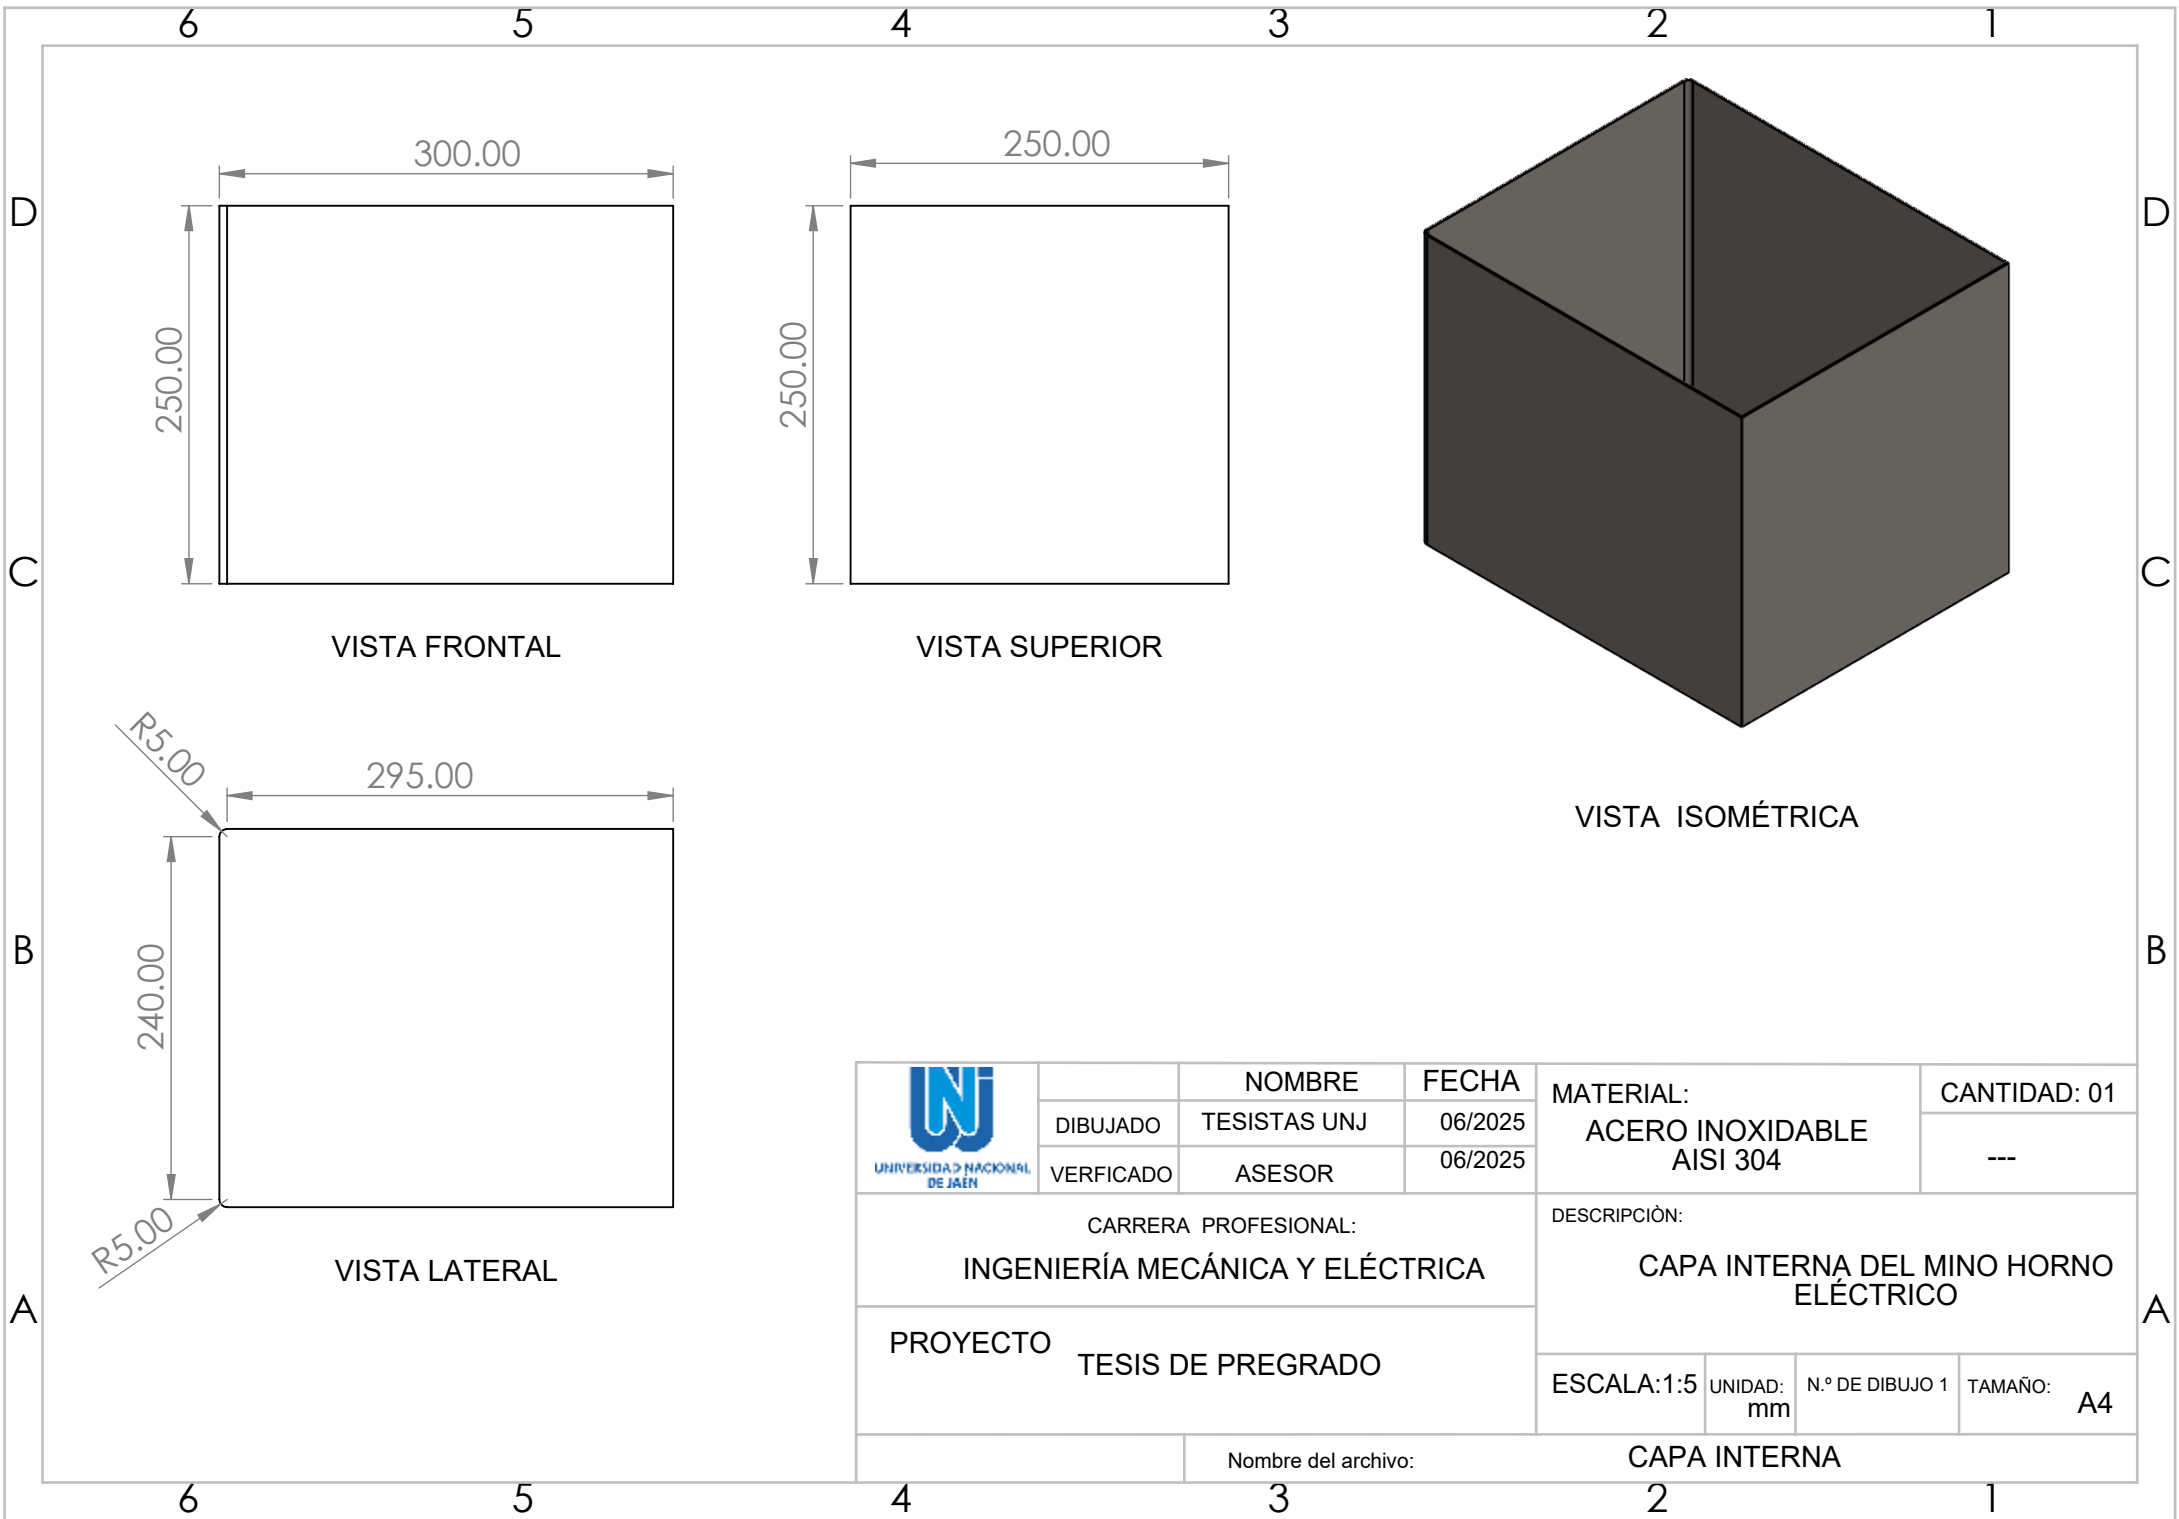 6 5 4 3 2 1
300.00
250.00
D
D
250.00
250.00
C
C
VISTA FRONTAL
VISTA SUPERIOR
R5.00
295.00
VISTA  ISOMÉTRICA
B
B
240.00
R5.00
VISTA LATERAL
A
A
UNJ
UNIVERSIDAD NACIONAL
DE JAÉN
NOMBRE
FECHA
DIBUJADO
TESISTAS UNJ
06/2025
VERFICADO
ASESOR
06/2025
MATERIAL:
ACERO INOXIDABLE
AISI 304
CANTIDAD: 01
---
CARRERA  PROFESIONAL:
INGENIERÍA MECÁNICA Y ELÉCTRICA
DESCRIPCIÒN:
CAPA INTERNA DEL MINO HORNO
ELÉCTRICO
PROYECTO
TESIS DE PREGRADO
ESCALA:1:5
UNIDAD:
mm
N.º DE DIBUJO 1
TAMAÑO:
A4
Nombre del archivo:
CAPA INTERNA
6 5 4 3 2 1